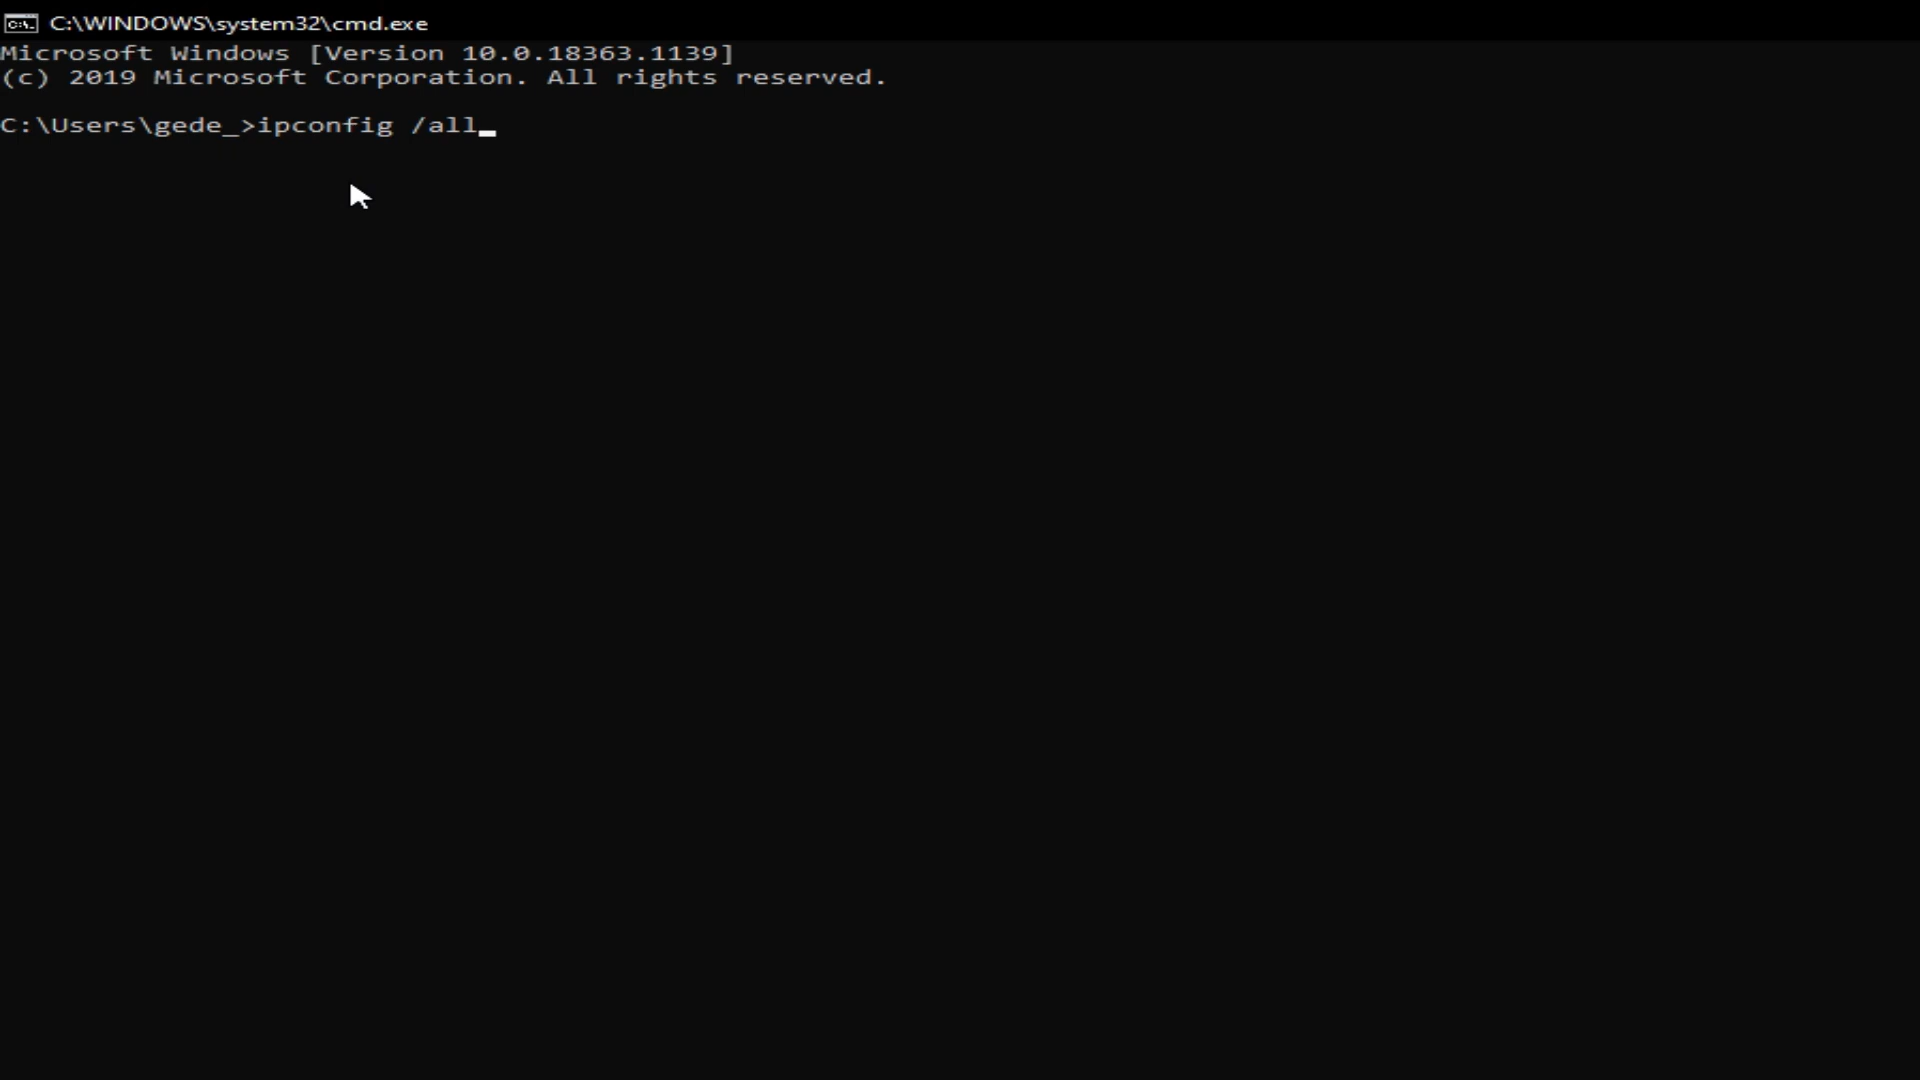 C:\WINDOWS\system32\cmd.exe
Microsoft Windows [Version 10.0.18363.1139]
(c) 2019 Microsoft Corporation. All rights reserved.
C:\Users\gede_>ipconfig /all